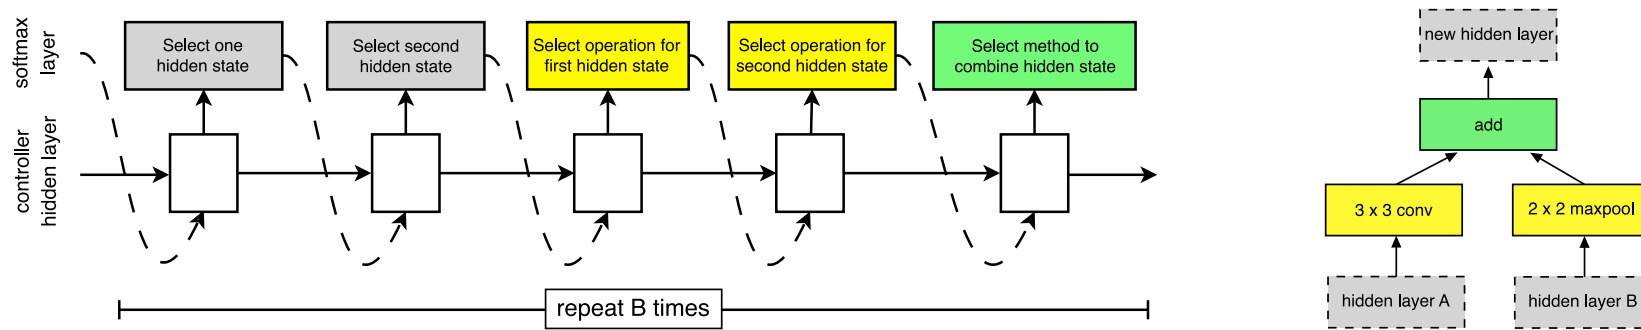 softmax
layer
controller
hidden layer
Select one
hidden state
Select second
hidden state
Select operation for
first hidden state
Select operation for
second hidden state
Select method to
combine hidden state
repeat B times
new hidden layer
add
3 x 3 conv
2 x 2 maxpool
hidden layer A
hidden layer B